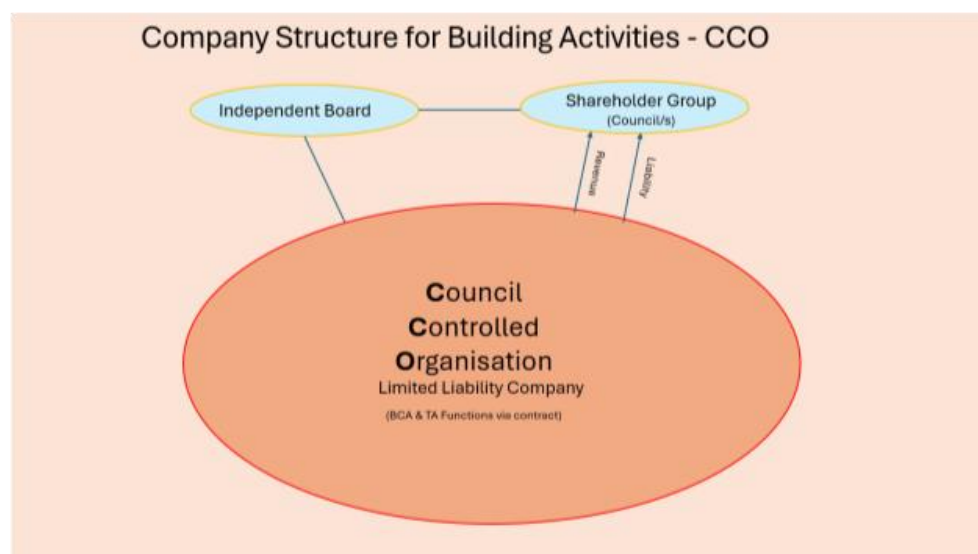 Company Structure for Building Activities - CCO
Independent Board
Shareholder Group
(Council/s)
Revenue
Liability
Council
Controlled
Organisation
Limited Liability Company
(BCA & TA Functions via contract)